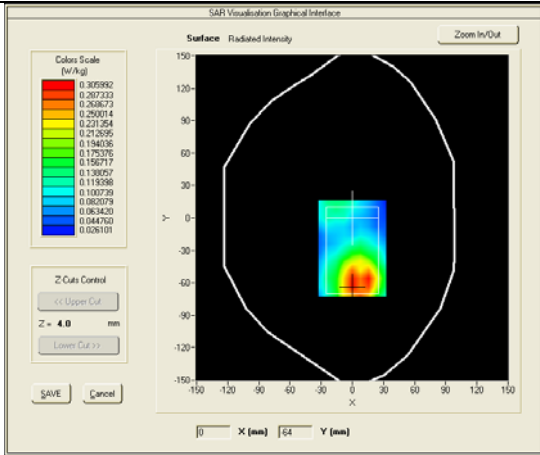 SAR Visualisation Graphical Interface
Surface Radiated Intensity
Zoom In/Out
Colors Scale
(W/kg)
0.305992
0.287333
0.268673
0.250014
0.231354
0.212695
0.194036
0.175376
0.156717
0.138057
0.119398
0.100739
0.082079
0.063420
0.044760
0.026101
Z-Cuts Control
<< Upper Cut
Z = 4.0 mm
Lower Cut >>
SAVE
Cancel
150
120
90
60
30
0
-30
-60
-90
-120
-150
Y
-150 -120 -90 -60 -30 0 30 60 90 120 150
X
0 X (mm) -64 Y (mm)